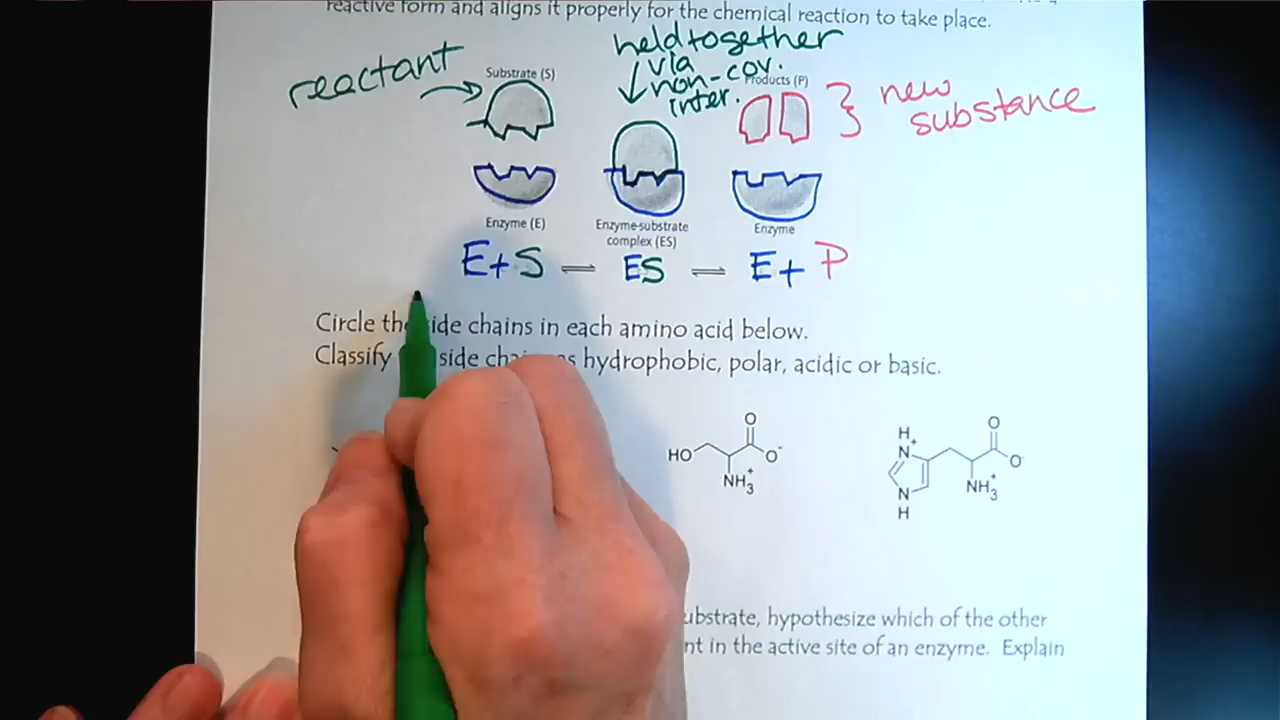 reactive form and aligns it properly for the chemical reaction to take place.
held together
via
non-cov.
inter.
reactant
Substrate (S)
Products (P)
new
substance
Enzyme (E)
Enzyme-substrate
complex (ES)
Enzyme
E + S ⇌ ES ⇌ E + P
Circle the side chains in each amino acid below.
Classify side chains as hydrophobic, polar, acidic or basic.
HO O O⁻ NH₃⁺
H N⁺ N H O O⁻ NH₃⁺
ubstrate, hypothesize which of the other
nt in the active site of an enzyme. Explain